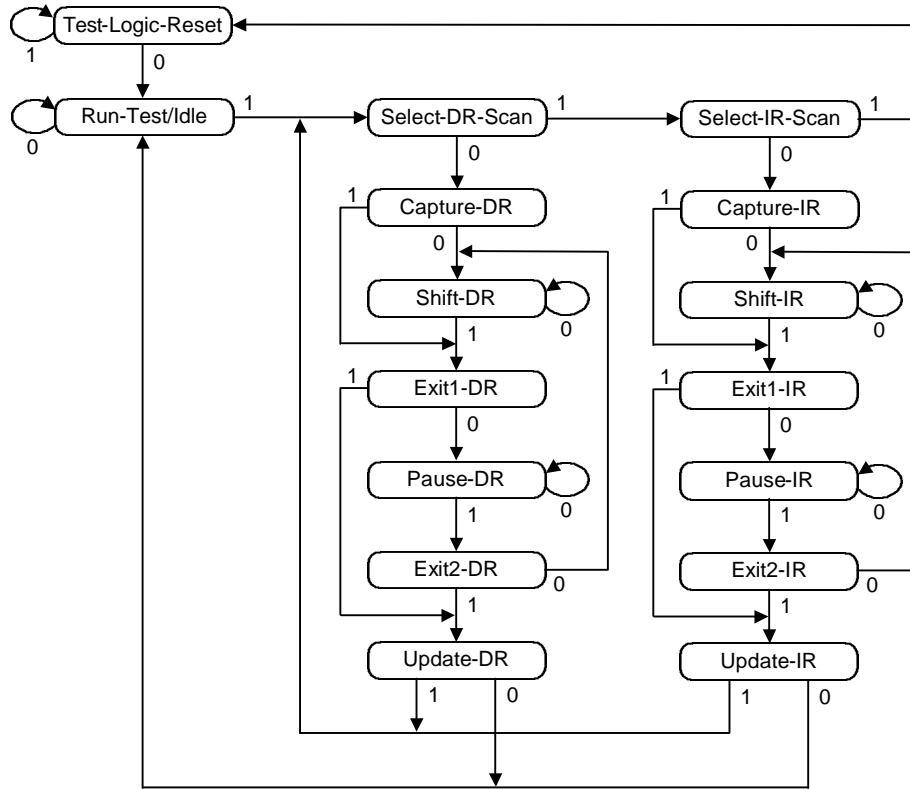 Test-Logic-Reset
1
0
Run-Test/Idle
1
0
Select-DR-Scan
1
Select-IR-Scan
1
0
0
1
Capture-DR
1
Capture-IR
0
0
Shift-DR
0
Shift-IR
0
1
1
1
Exit1-DR
1
Exit1-IR
0
0
Pause-DR
0
Pause-IR
0
1
1
Exit2-DR
0
Exit2-IR
0
1
1
Update-DR
Update-IR
1
0
1
0